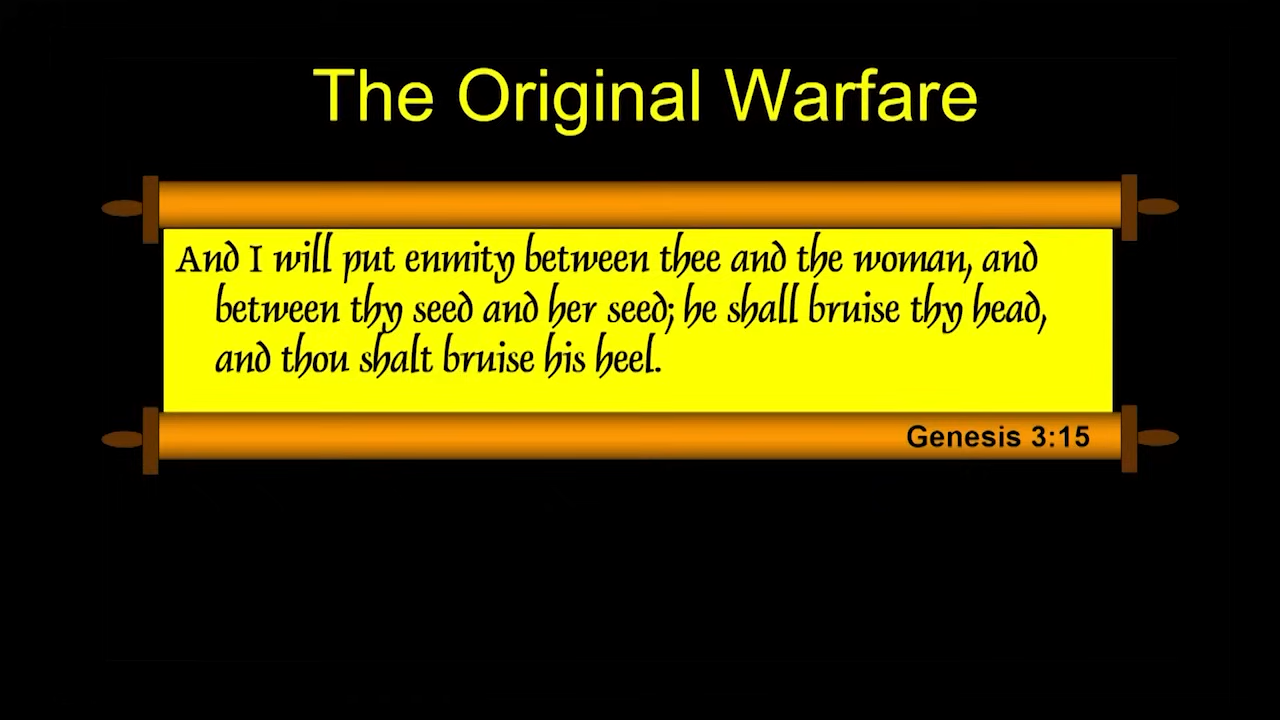 The Original Warfare
And I will put enmity between thee and the woman, and
between thy seed and her seed; he shall bruise thy head,
and thou shalt bruise his heel.
Genesis 3:15